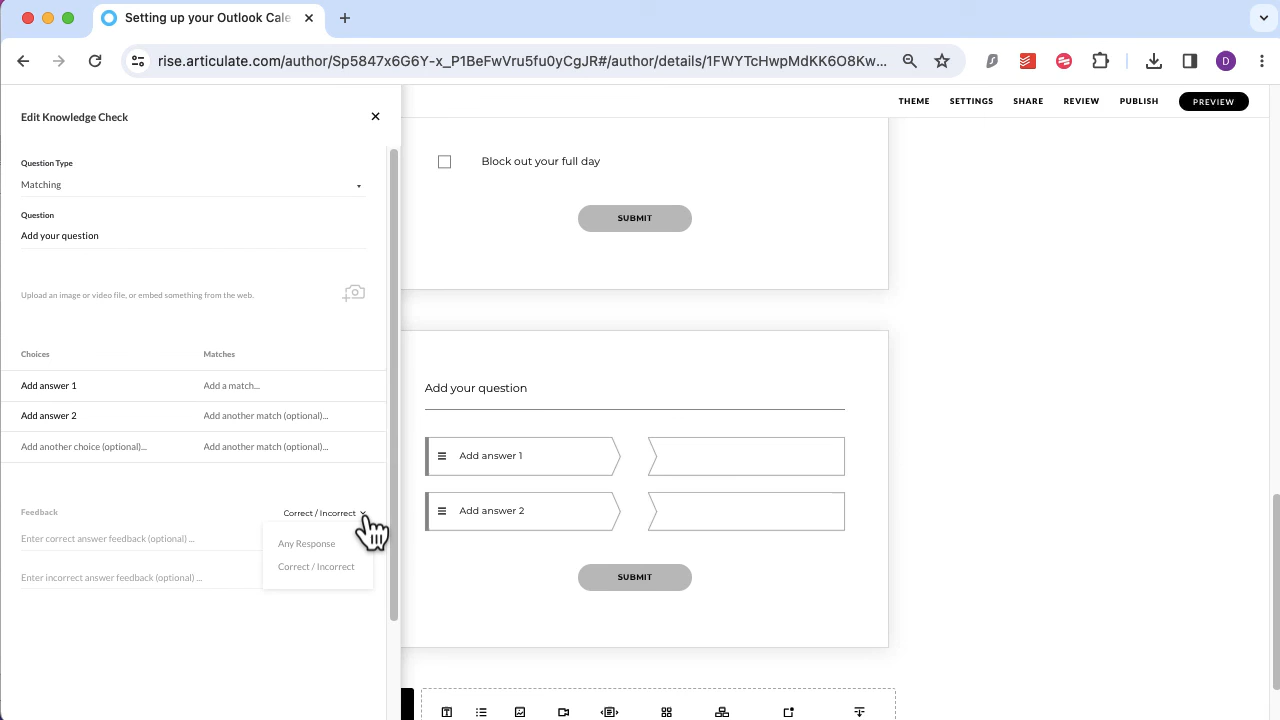 Setting up your Outlook Cale
rise.articulate.com/author/Sp5847x6G6Y-x_P1BeFwVru5fu0yCgJR#/author/details/1FWYTcHwpMdKK6O8Kw...
D
Edit Knowledge Check
THEME SETTINGS SHARE REVIEW PUBLISH PREVIEW
Question Type
Matching
Question
Add your question
Upload an image or video file, or embed something from the web.
Choices Matches
Add answer 1 Add a match...
Add answer 2 Add another match (optional)...
Add another choice (optional)... Add another match (optional)...
Feedback Correct / Incorrect
Enter correct answer feedback (optional) ...
Any Response
Correct / Incorrect
Enter incorrect answer feedback (optional) ...
Block out your full day
SUBMIT
Add your question
Add answer 1
Add answer 2
SUBMIT